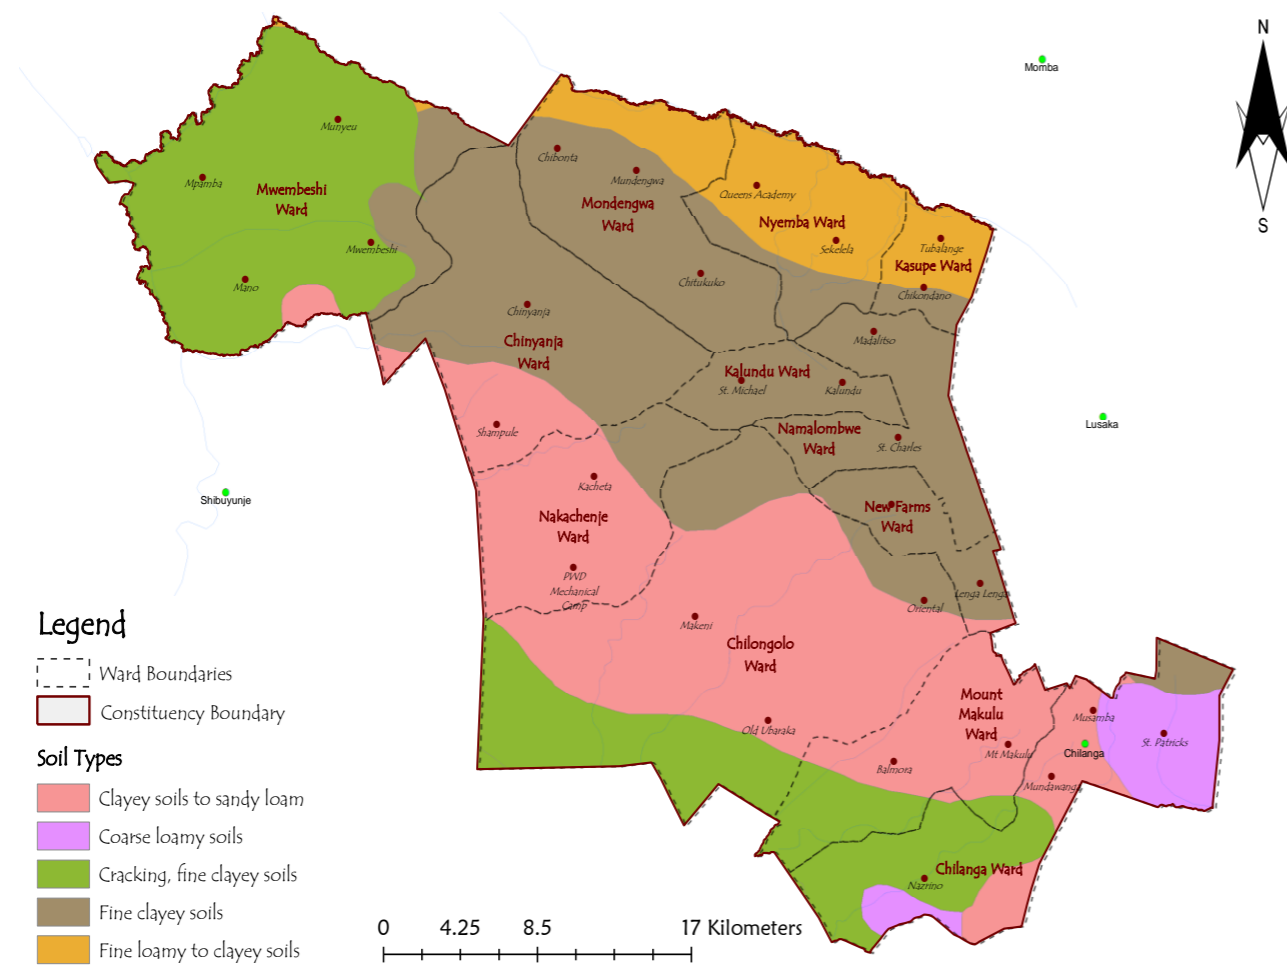 N
Momba
Munyeu
Chibonta
Mundengwa
Mpamba
Mwembeshi
Ward
Queens Academy
Mondengwa
Ward
Nyemba Ward
S
Mwembeshi
Sekelela
Tubalange
Kasupe Ward
Mano
Chitukuko
Chikondano
Chinyanja
Chinyanja
Ward
Madalitso
Kalundu Ward
St. Michael
Kalundu
Lusaka
Shampule
Namalombwe
Ward
St. Charles
Kacheta
Shibuyunje
Nakachenje
Ward
New Farms
Ward
PWD
Mechanical
Camp
Lenga Lenga
Oriental
Makeni
Chilongolo
Ward
Legend
Ward Boundaries
Constituency Boundary
Mount
Makulu
Ward
Musamba
Old Ubaraka
Mt Makulu
Chilanga
St. Patricks
Balmora
Mundawanga
Soil Types
Clayey soils to sandy loam
Coarse loamy soils
Cracking, fine clayey soils
Fine clayey soils
Fine loamy to clayey soils
Chilanga Ward
Nazrino
0 4.25 8.5 17 Kilometers